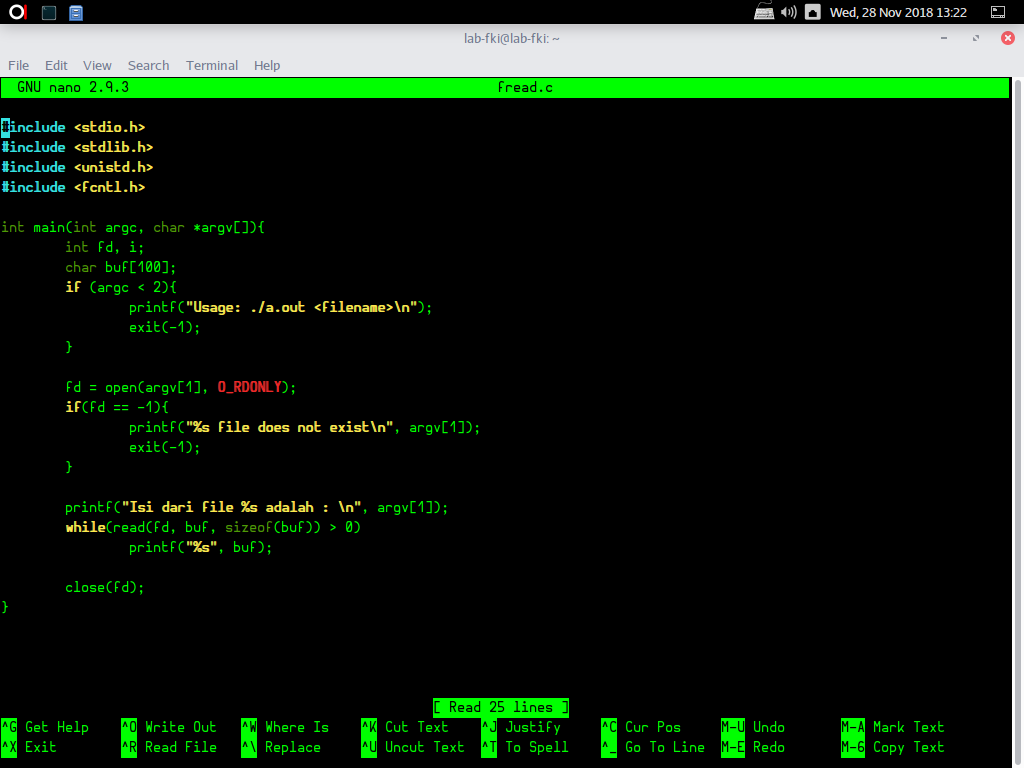 Wed, 28 Nov 2018 13:22
lab-fki@lab-fki: ~
File Edit View Search Terminal Help
GNU nano 2.9.3 fread.c
#include <stdio.h>
#include <stdlib.h>
#include <unistd.h>
#include <fcntl.h>
int main(int argc, char *argv[]){
int fd, i;
char buf[100];
if (argc < 2){
printf("Usage: ./a.out <filename>\n");
exit(-1);
}
fd = open(argv[1], O_RDONLY);
if(fd == -1){
printf("%s file does not exist\n", argv[1]);
exit(-1);
}
printf("Isi dari file %s adalah : \n", argv[1]);
while(read(fd, buf, sizeof(buf)) > 0)
printf("%s", buf);
close(fd);
}
[ Read 25 lines ]
^G Get Help ^O Write Out ^W Where Is ^K Cut Text ^J Justify ^C Cur Pos M-U Undo M-A Mark Text
^X Exit ^R Read File ^\ Replace ^U Uncut Text ^T To Spell ^_ Go To Line M-E Redo M-6 Copy Text